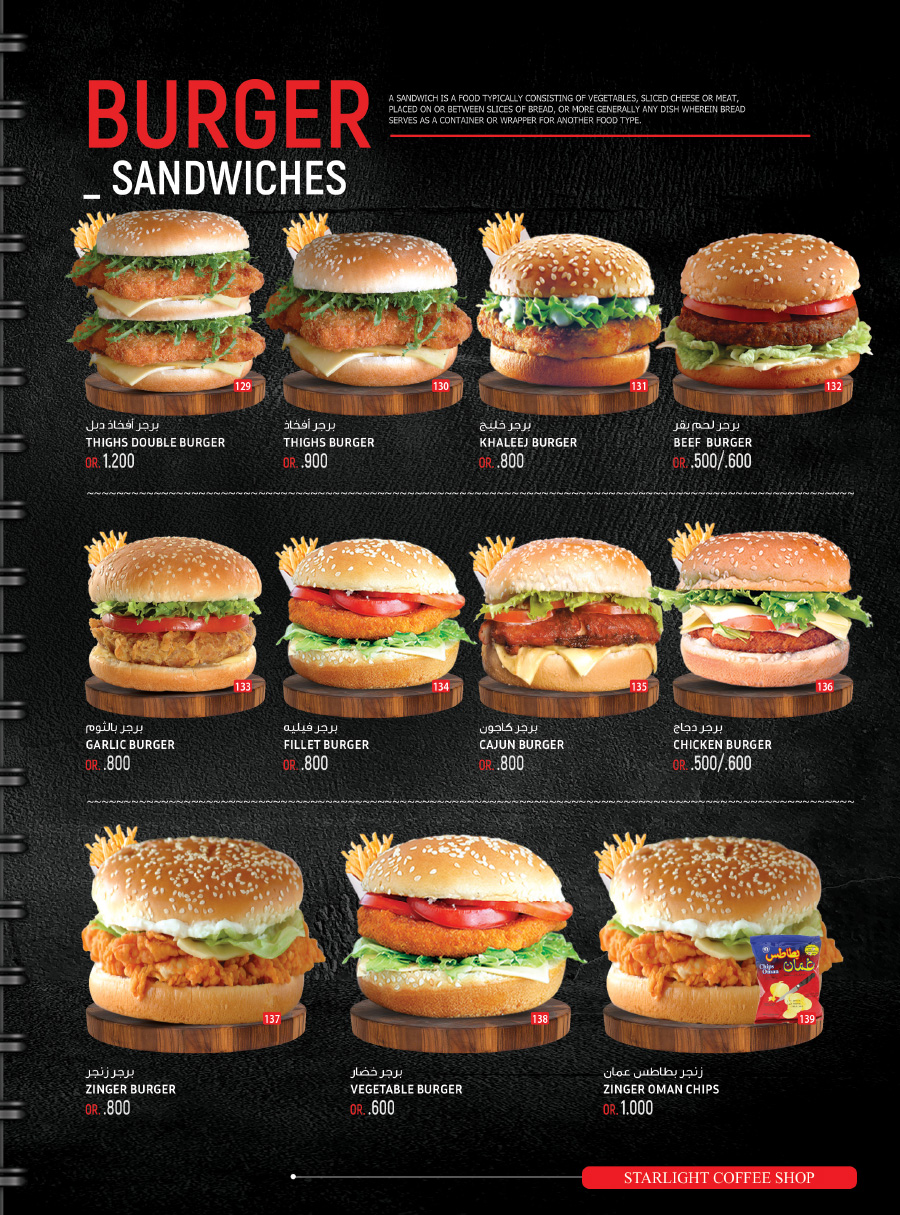 BURGER
_ SANDWICHES
A SANDWICH IS A FOOD TYPICALLY CONSISTING OF VEGETABLES, SLICED CHEESE OR MEAT,
PLACED ON OR BETWEEN SLICES OF BREAD, OR MORE GENERALLY ANY DISH WHEREIN BREAD
SERVES AS A CONTAINER OR WRAPPER FOR ANOTHER FOOD TYPE.
129
برجر أفخاذ دبل
THIGHS DOUBLE BURGER
OR. 1.200
130
برجر أفخاذ
THIGHS BURGER
OR. .900
131
برجر خليج
KHALEEJ BURGER
OR. .800
132
برجر لحم بقر
BEEF BURGER
OR. .500/.600
133
برجر بالثوم
GARLIC BURGER
OR. .800
134
برجر فيليه
FILLET BURGER
OR. .800
135
برجر كاجون
CAJUN BURGER
OR. .800
136
برجر دجاج
CHICKEN BURGER
OR. .500/.600
137
برجر زنجر
ZINGER BURGER
OR. .800
138
برجر خضار
VEGETABLE BURGER
OR. .600
بطاطس
عمان
Chips
Oman
139
زنجر بطاطس عمان
ZINGER OMAN CHIPS
OR. 1.000
STARLIGHT COFFEE SHOP